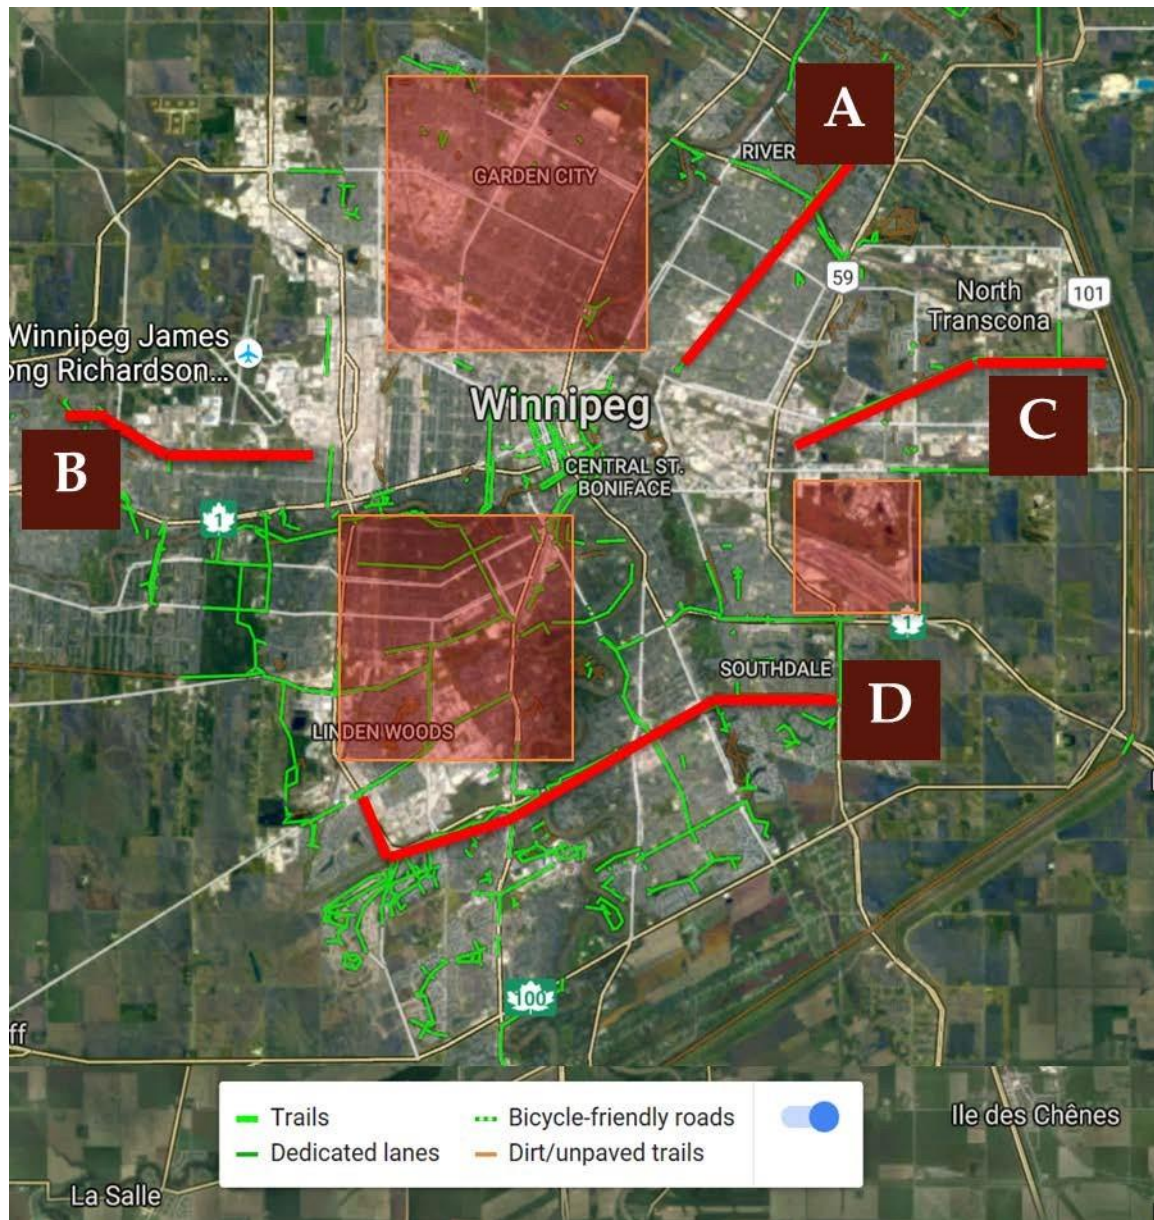 A
RIVER
GARDEN CITY
59
North
Transcona
101
Winnipeg James
ong Richardson...
Winnipeg
C
B
CENTRAL ST.
BONIFACE
1
1
SOUTHDALE
D
LINDEN WOODS
100
ff
Trails
Bicycle-friendly roads
Dedicated lanes
Dirt/unpaved trails
Ile des Chênes
La Salle